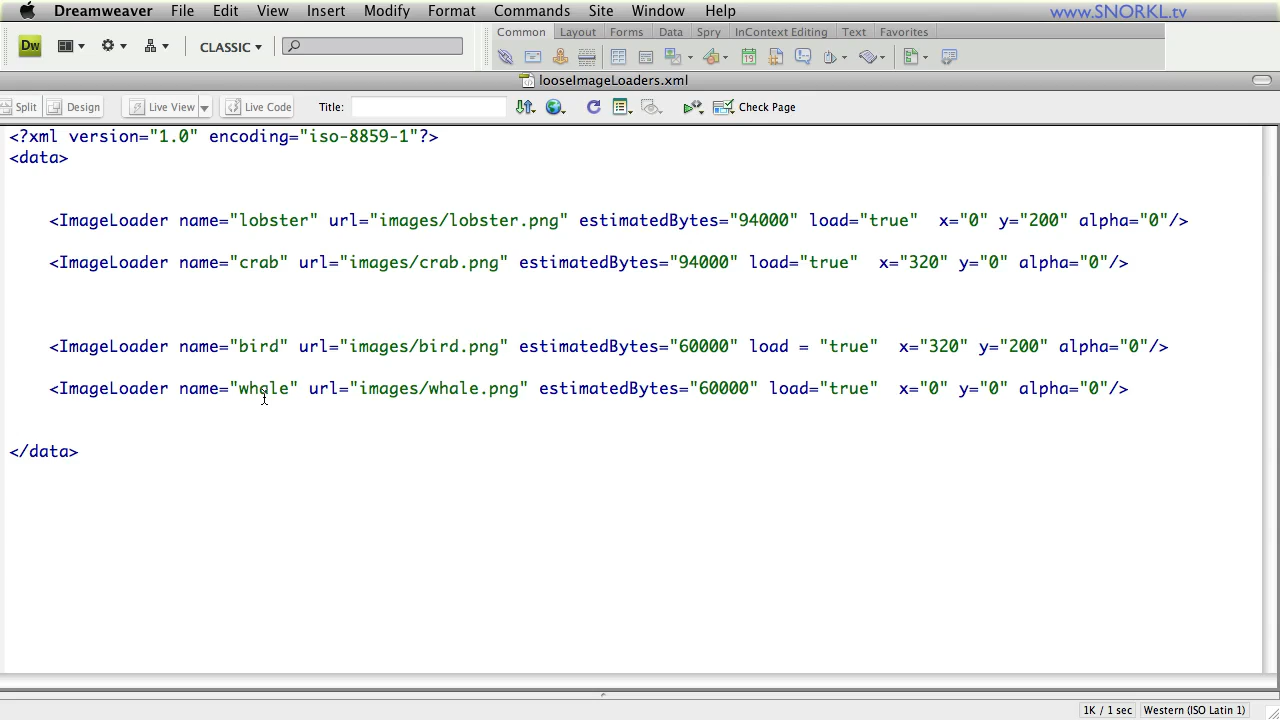 Dreamweaver File Edit View Insert Modify Format Commands Site Window Help www.SNORKL.tv
Dw CLASSIC Common Layout Forms Data Spry InContext Editing Text Favorites
19
looseImageLoaders.xml
Split Design Live View Live Code Title: Check Page
<?xml version="1.0" encoding="iso-8859-1"?>
<data>
<ImageLoader name="lobster" url="images/lobster.png" estimatedBytes="94000" load="true"  x="0" y="200" alpha="0"/>
<ImageLoader name="crab" url="images/crab.png" estimatedBytes="94000" load="true"  x="320" y="0" alpha="0"/>
<ImageLoader name="bird" url="images/bird.png" estimatedBytes="60000" load = "true"  x="320" y="200" alpha="0"/>
<ImageLoader name="whale" url="images/whale.png" estimatedBytes="60000" load="true"  x="0" y="0" alpha="0"/>
</data>
1K / 1 sec Western (ISO Latin 1)